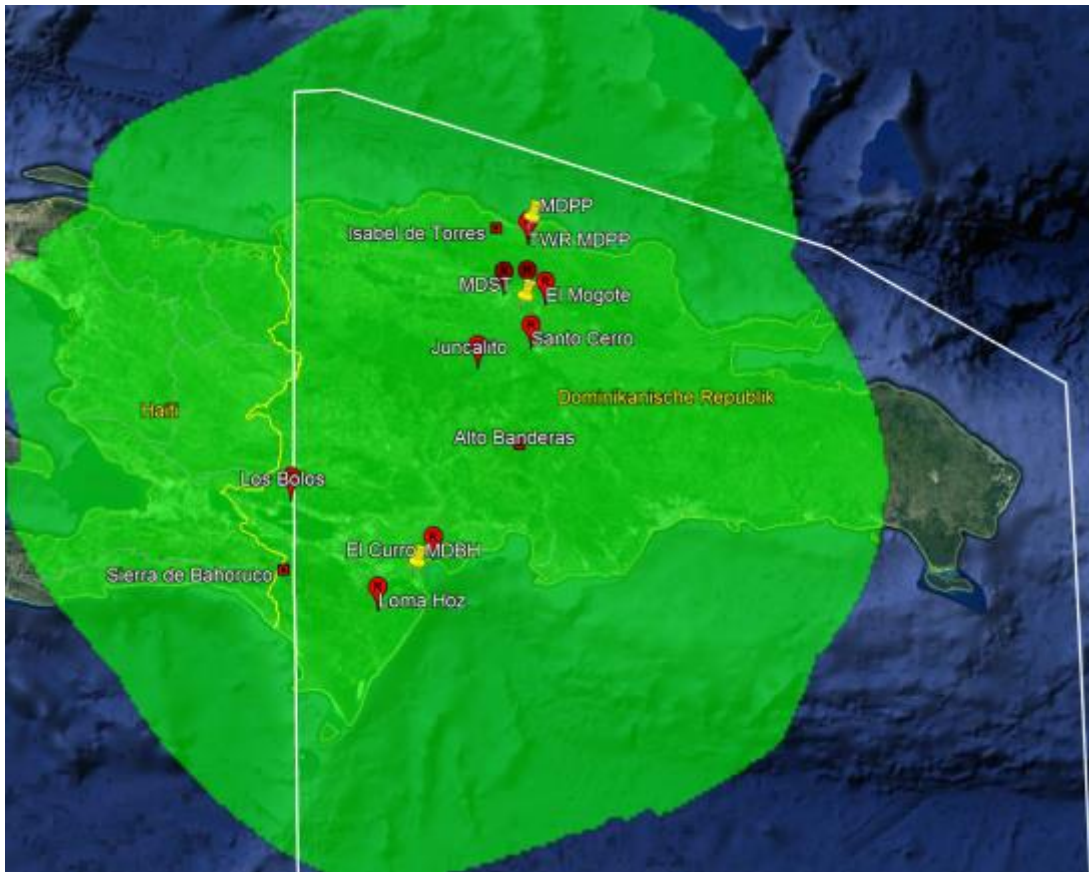 MDPP
Isabel de Torres
TWR MDPP
MDST
El Mogote
Santo Cerro
Juncalito
Dominikanische Republik
Haiti
Alto Banderas
Los Bolos
El Curro MDBH
Sierra de Bahoruco
Loma Hoz